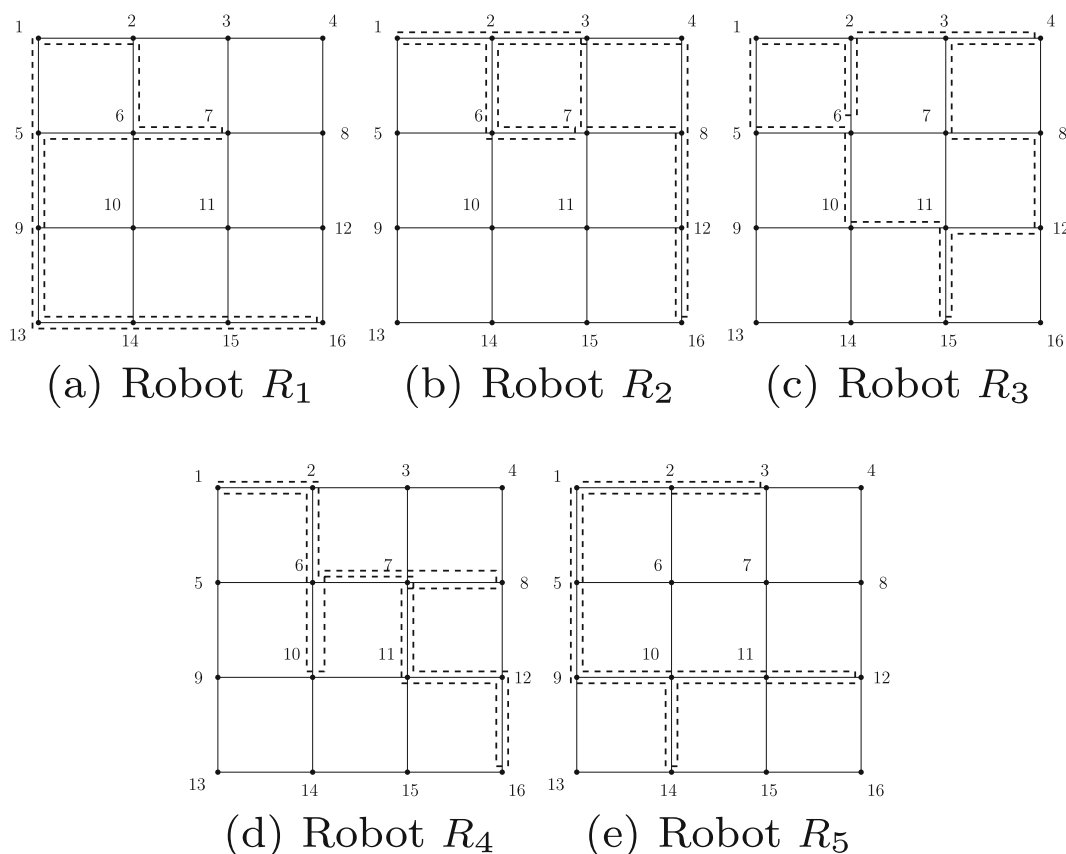 1 2 3 4 1 2 3 4 1 2 3 4
6 7 6 7 6 7
5 8 5 8 5 8
10 11 10 11 10 11
9 12 9 12 9 12
13 14 15 16 13 14 15 16 13 14 15 16
(a) Robot R₁ (b) Robot R₂ (c) Robot R₃
1 2 3 4 1 2 3 4
6 7 6 7
5 8 5 8
10 11 10 11
9 12 9 12
13 14 15 16 13 14 15 16
(d) Robot R₄ (e) Robot R₅